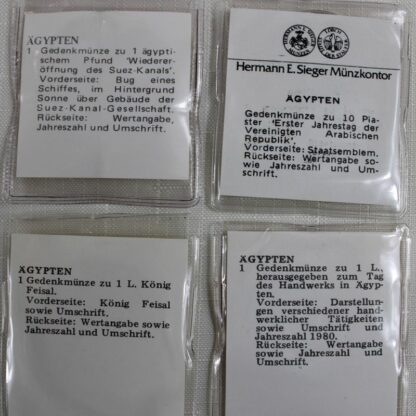 ÄGYPTEN
1 Gedenkmünze zu 1 ägypti-
schem Pfund 'Wiederer-
öffnung des Suez-Kanals'.
Vorderseite: Bug eines
Schiffes, im Hintergrund
Sonne über Gebäude der
Suez-Kanal-Gesellschaft.
Rückseite: Wertangabe,
Jahreszahl und Umschrift.
Hermann E. Sieger Münzkontor
ÄGYPTEN
Gedenkmünze zu 10 Pia-
ster 'Erster Jahrestag der
Vereinigten Arabischen
Republik'.
Vorderseite: Staatsemblem.
Rückseite: Wertangabe so-
wie Jahreszahl und Um-
schrift.
ÄGYPTEN
1 Gedenkmünze zu 1 L. König
Feisal.
Vorderseite: König Feisal
sowie Umschrift.
Rückseite: Wertangabe sowie
Jahreszahl und Umschrift.
ÄGYPTEN
1 Gedenkmünze zu 1 L.,
herausgegeben zum Tag
des Handwerks in Ägyp-
ten.
Vorderseite: Darstellun-
gen verschiedener hand-
werklicher Tätigkeiten
sowie Umschrift und
Jahreszahl 1980.
Rückseite: Wertangabe
sowie Jahreszahl und
Umschrift.